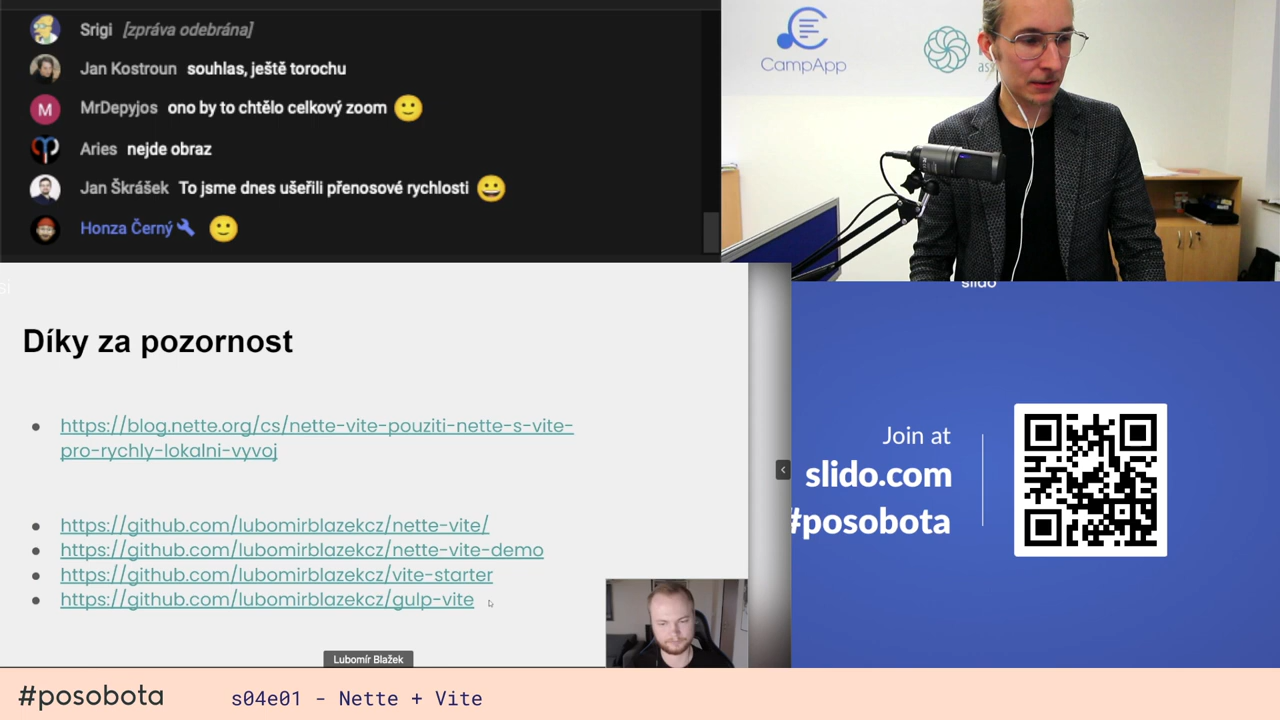 Srigi [zpráva odebrána]
Jan Kostroun souhlas, ještě torochu
MrDepyjos ono by to chtělo celkový zoom 🙂
Aries nejde obraz
Jan Škrášek To jsme dnes ušeřili přenosové rychlosti 😀
Honza Černý 🙂
M
CampApp
ass
Díky za pozornost
https://blog.nette.org/cs/nette-vite-pouziti-nette-s-vite-
pro-rychly-lokalni-vyvoj
https://github.com/lubomirblazekcz/nette-vite/
https://github.com/lubomirblazekcz/nette-vite-demo
https://github.com/lubomirblazekcz/vite-starter
https://github.com/lubomirblazekcz/gulp-vite
Lubomír Blažek
slido
Join at
slido.com
#posobota
#posobota
s04e01 - Nette + Vite